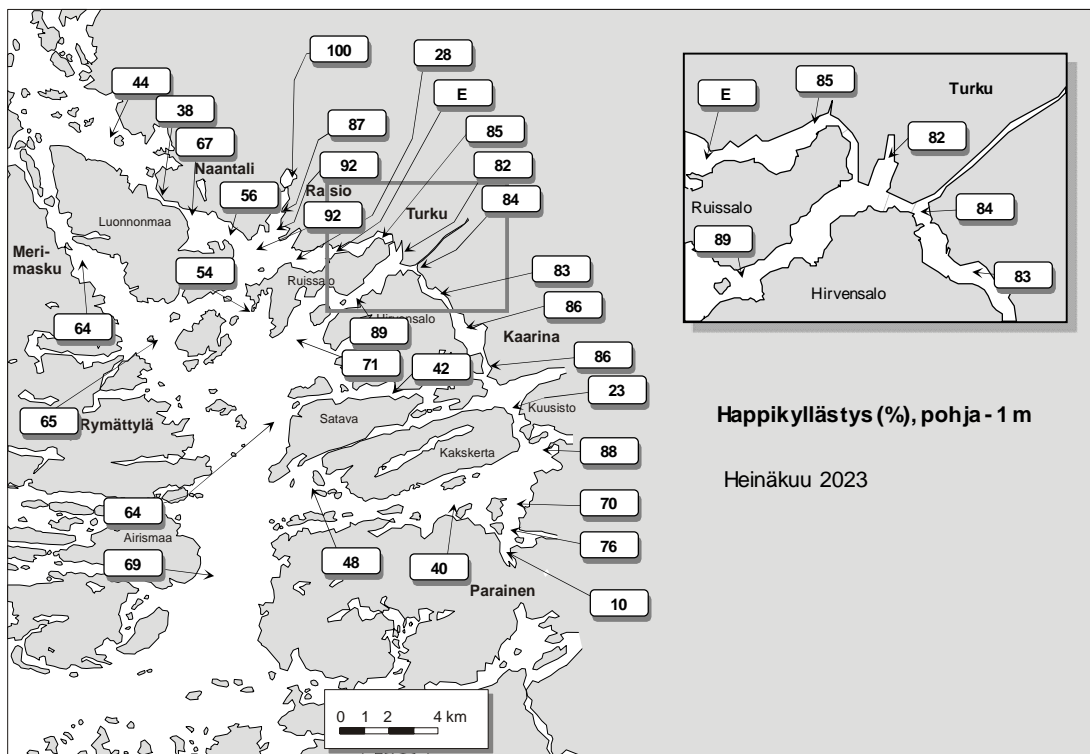 100
28
44
E
38
87
85
67
Naantali
92
82
56
Raisio
92
84
Turku
Luonnonmaa
Meri-
masku
54
Ruissalo
83
64
Hirvensalo
86
89
Kaarina
71
42
86
65
Rymättylä
Satava
23
Kuusisto
Kakskerta
88
64
70
Airismaa
76
69
48
40
Parainen
10
0 1 2 4 km
85
Turku
E
82
Ruissalo
84
89
83
Hirvensalo
Happikyllästys (%), pohja - 1 m
Heinäkuu 2023